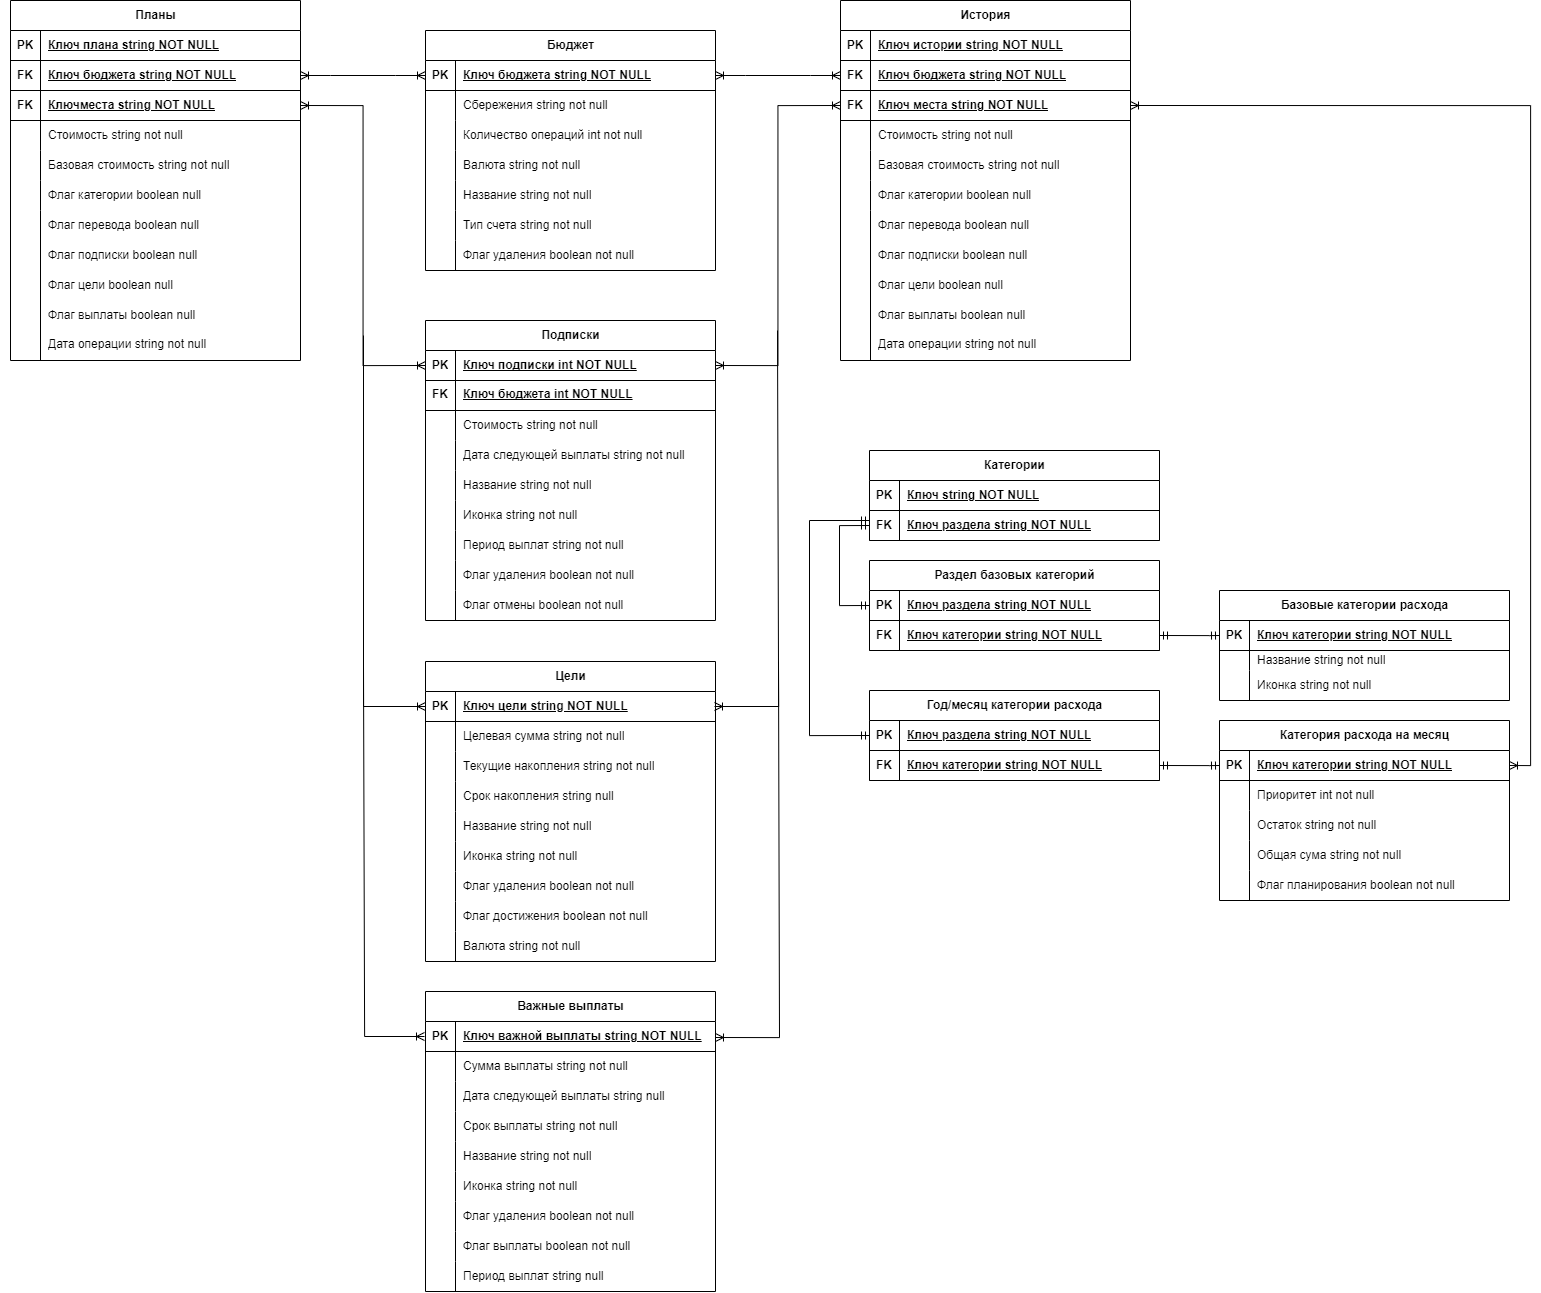 Планы
PK Ключ плана string NOT NULL
FK Ключ бюджета string NOT NULL
FK Ключместа string NOT NULL
Стоимость string not null
Базовая стоимость string not null
Флаг категории boolean null
Флаг перевода boolean null
Флаг подписки boolean null
Флаг цели boolean null
Флаг выплаты boolean null
Дата операции string not null
Бюджет
PK Ключ бюджета string NOT NULL
Сбережения string not null
Количество операций int not null
Валюта string not null
Название string not null
Тип счета string not null
Флаг удаления boolean not null
История
PK Ключ истории string NOT NULL
FK Ключ бюджета string NOT NULL
FK Ключ места string NOT NULL
Стоимость string not null
Базовая стоимость string not null
Флаг категории boolean null
Флаг перевода boolean null
Флаг подписки boolean null
Флаг цели boolean null
Флаг выплаты boolean null
Дата операции string not null
Подписки
PK Ключ подписки int NOT NULL
FK Ключ бюджета int NOT NULL
Стоимость string not null
Дата следующей выплаты string not null
Название string not null
Иконка string not null
Период выплат string not null
Флаг удаления boolean not null
Флаг отмены boolean not null
Категории
PK Ключ string NOT NULL
FK Ключ раздела string NOT NULL
Раздел базовых категорий
PK Ключ раздела string NOT NULL
FK Ключ категории string NOT NULL
Базовые категории расхода
PK Ключ категории string NOT NULL
Название string not null
Иконка string not null
Год/месяц категории расхода
PK Ключ раздела string NOT NULL
FK Ключ категории string NOT NULL
Категория расхода на месяц
PK Ключ категории string NOT NULL
Приоритет int not null
Остаток string not null
Общая сума string not null
Флаг планирования boolean not null
Цели
PK Ключ цели string NOT NULL
Целевая сумма string not null
Текущие накопления string not null
Срок накопления string null
Название string not null
Иконка string not null
Флаг удаления boolean not null
Флаг достижения boolean not null
Валюта string not null
Важные выплаты
PK Ключ важной выплаты string NOT NULL
Сумма выплаты string not null
Дата следующей выплаты string null
Срок выплаты string not null
Название string not null
Иконка string not null
Флаг удаления boolean not null
Флаг выплаты boolean not null
Период выплат string null